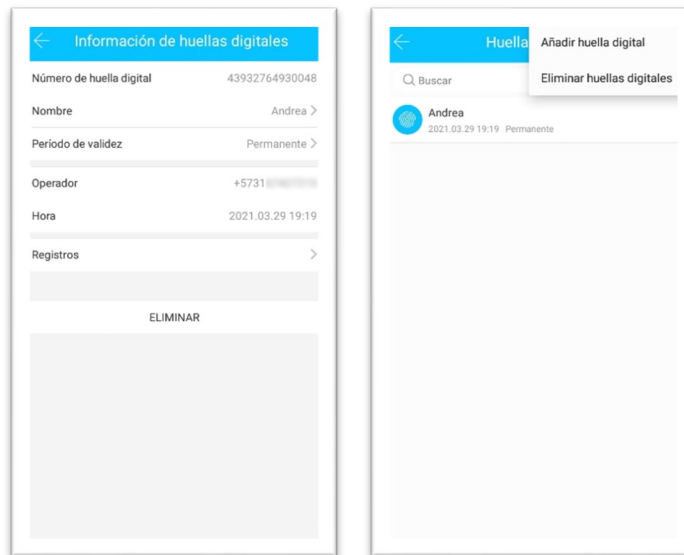 Información de huellas digitales
Número de huella digital 43932764930048
Nombre Andrea
Período de validez Permanente
Operador +5731
Hora 2021.03.29 19:19
Registros
ELIMINAR
Huella
Añadir huella digital
Eliminar huellas digitales
Buscar
Andrea
2021.03.29 19:19 Permanente